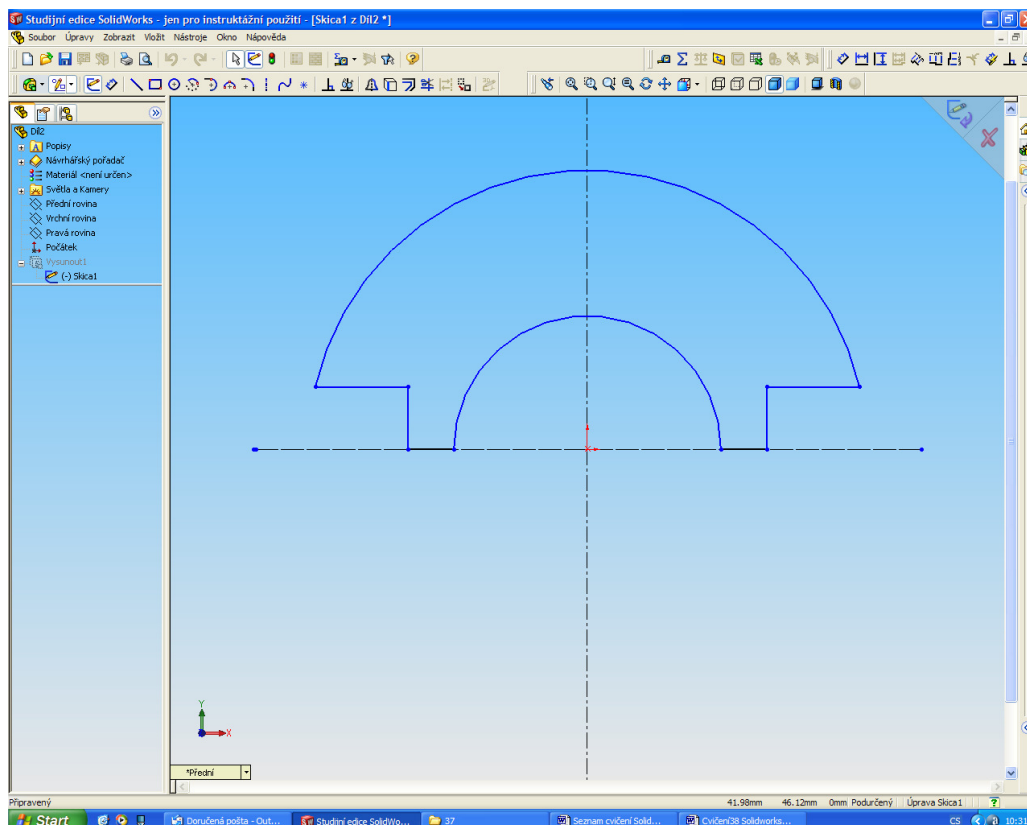 Studijní edice SolidWorks - jen pro instruktážní použití - [Skica1 z Díl2 *]
Soubor Úpravy Zobrazit Vložit Nástroje Okno Nápověda
Díl2
Popisy
Návrhářský pořadač
Materiál <není určen>
Světla a Kamery
Přední rovina
Vrchní rovina
Pravá rovina
Počátek
Vysunout1
(-) Skica1
Y
X
*Přední
Připravený 41.98mm 46.12mm 0mm Podurčený Úprava Skica1
Start Doručená pošta - Out... Studijní edice SolidWo... 37 Seznam cvičení Solid... Cvičení38 Solidworks... CS 10:31